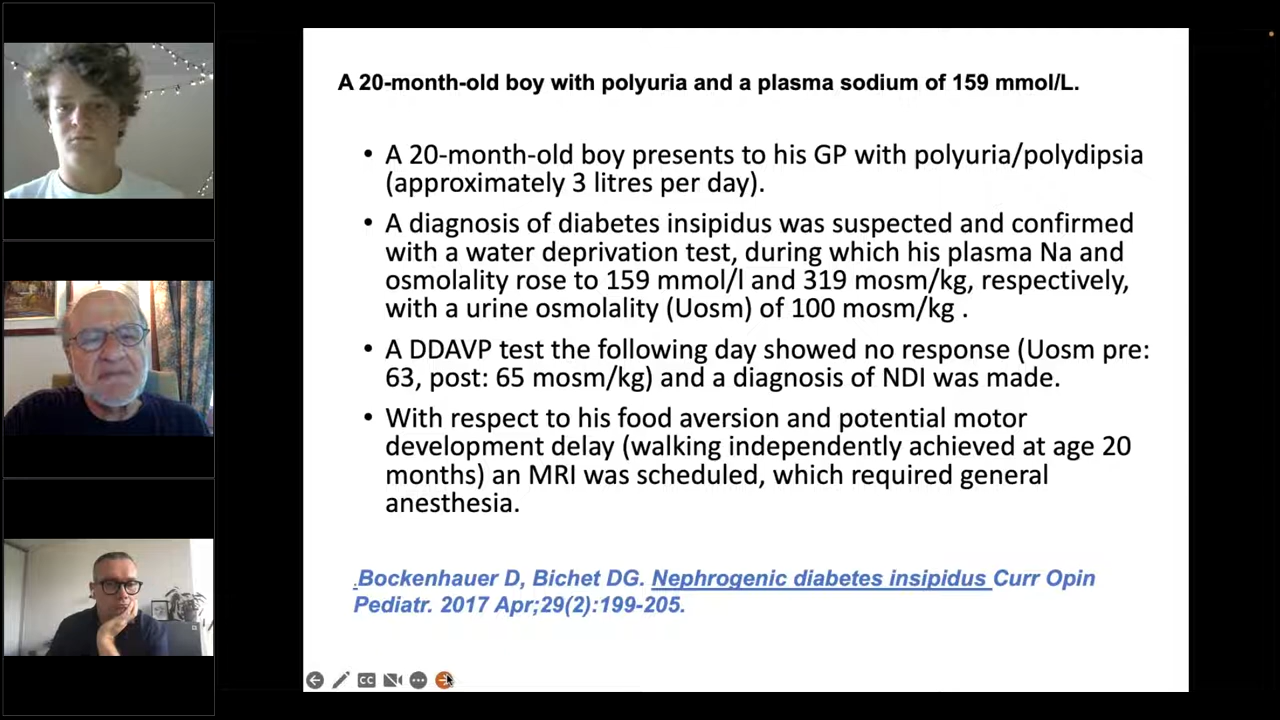 A 20-month-old boy with polyuria and a plasma sodium of 159 mmol/L.
• A 20-month-old boy presents to his GP with polyuria/polydipsia
(approximately 3 litres per day).
• A diagnosis of diabetes insipidus was suspected and confirmed
with a water deprivation test, during which his plasma Na and
osmolality rose to 159 mmol/l and 319 mosm/kg, respectively,
with a urine osmolality (Uosm) of 100 mosm/kg .
• A DDAVP test the following day showed no response (Uosm pre:
63, post: 65 mosm/kg) and a diagnosis of NDI was made.
• With respect to his food aversion and potential motor
development delay (walking independently achieved at age 20
months) an MRI was scheduled, which required general
anesthesia.
.Bockenhauer D, Bichet DG. Nephrogenic diabetes insipidus Curr Opin
Pediatr. 2017 Apr;29(2):199-205.
CC